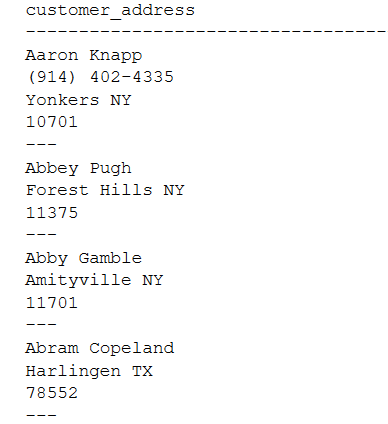 customer_address
----------------------------------
Aaron Knapp
(914) 402-4335
Yonkers NY
10701
---
Abbey Pugh
Forest Hills NY
11375
---
Abby Gamble
Amityville NY
11701
---
Abram Copeland
Harlingen TX
78552
---